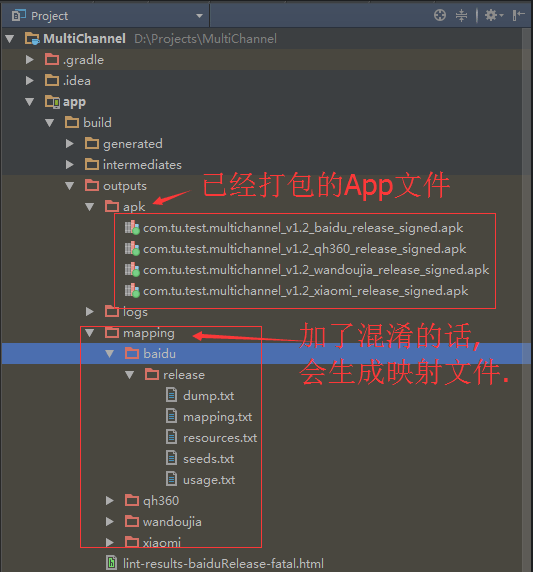 Project
MultiChannel D:\Projects\MultiChannel
.gradle
.idea
app
build
generated
intermediates
outputs
已经打包的App文件
apk
com.tu.test.multichannel_v1.2_baidu_release_signed.apk
com.tu.test.multichannel_v1.2_qh360_release_signed.apk
com.tu.test.multichannel_v1.2_wandoujia_release_signed.apk
com.tu.test.multichannel_v1.2_xiaomi_release_signed.apk
logs
mapping
加了混淆的话,
会生成映射文件.
baidu
release
dump.txt
mapping.txt
resources.txt
seeds.txt
usage.txt
qh360
wandoujia
xiaomi
lint-results-baiduRelease-fatal.html